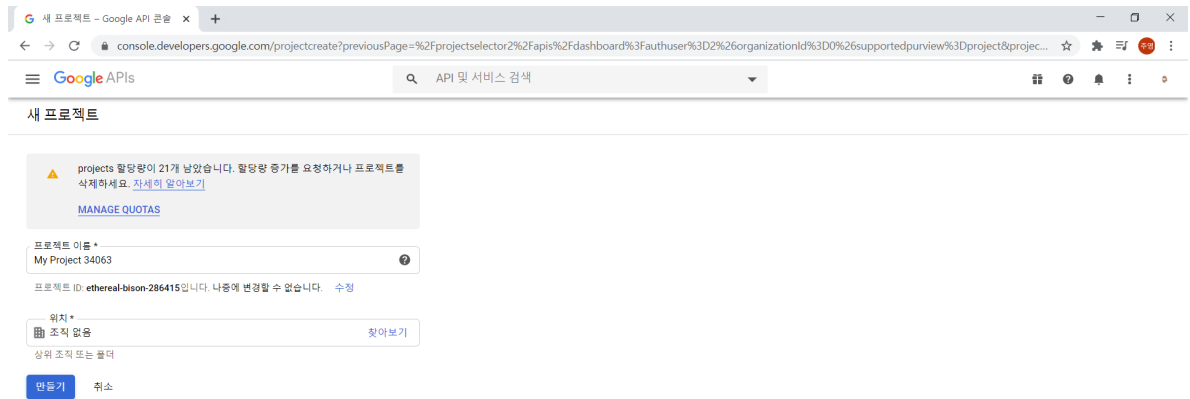 새 프로젝트 – Google API 콘솔
console.developers.google.com/projectcreate?previousPage=%2Fprojectselector2%2Fapis%2Fdashboard%3Fauthuser%3D2%26organizationId%3D0%26supportedpurview%3Dproject&projec...
주영
Google APIs
API 및 서비스 검색
새 프로젝트
projects 할당량이 21개 남았습니다. 할당량 증가를 요청하거나 프로젝트를
삭제하세요. 자세히 알아보기
MANAGE QUOTAS
프로젝트 이름 *
My Project 34063
프로젝트 ID: ethereal-bison-286415입니다. 나중에 변경할 수 없습니다. 수정
위치 *
조직 없음 찾아보기
상위 조직 또는 폴더
만들기 취소